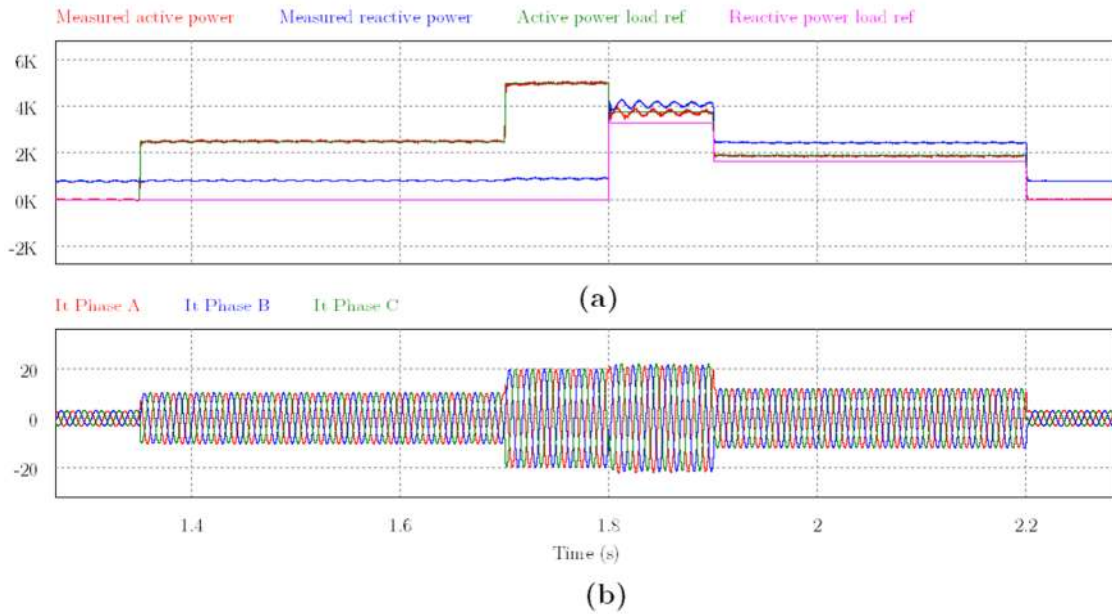 Measured active power Measured reactive power Active power load ref Reactive power load ref
6K
4K
2K
0K
-2K
(a)
It Phase A It Phase B It Phase C
20
0
-20
1.4 1.6 1.8 2 2.2
Time (s)
(b)